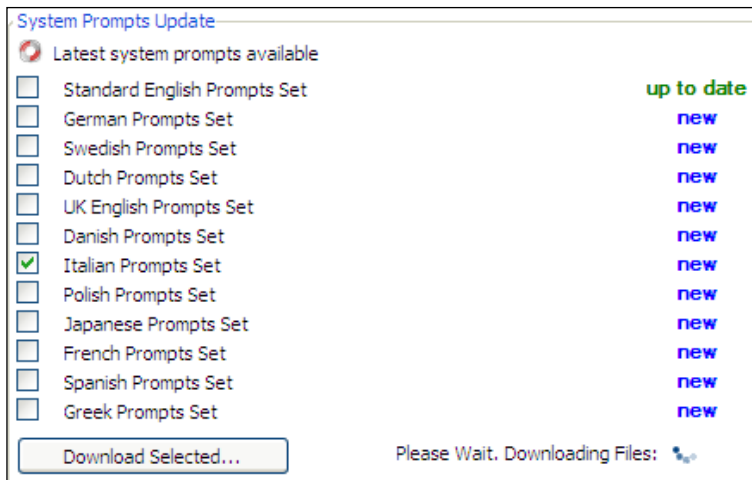 System Prompts Update
Latest system prompts available
Standard English Prompts Set up to date
German Prompts Set new
Swedish Prompts Set new
Dutch Prompts Set new
UK English Prompts Set new
Danish Prompts Set new
Italian Prompts Set new
Polish Prompts Set new
Japanese Prompts Set new
French Prompts Set new
Spanish Prompts Set new
Greek Prompts Set new
Download Selected... Please Wait. Downloading Files: